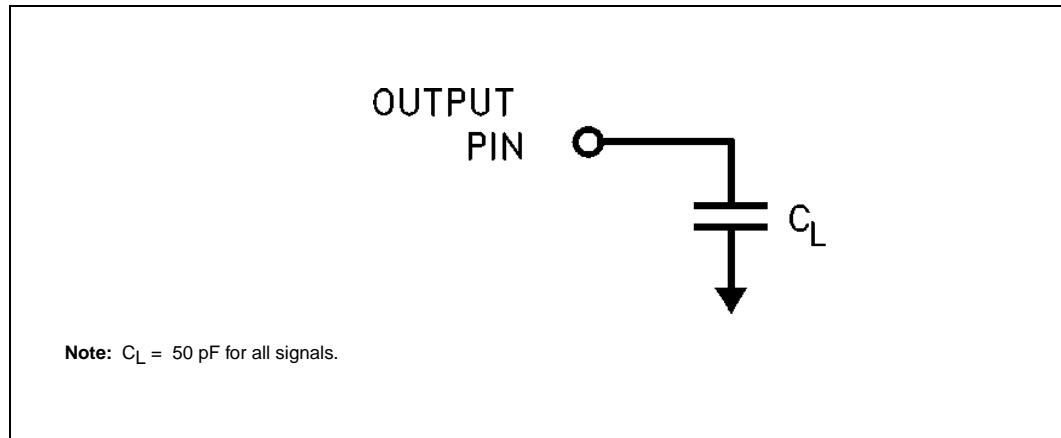 OUTPUT
PIN
CL
Note: CL = 50 pF for all signals.